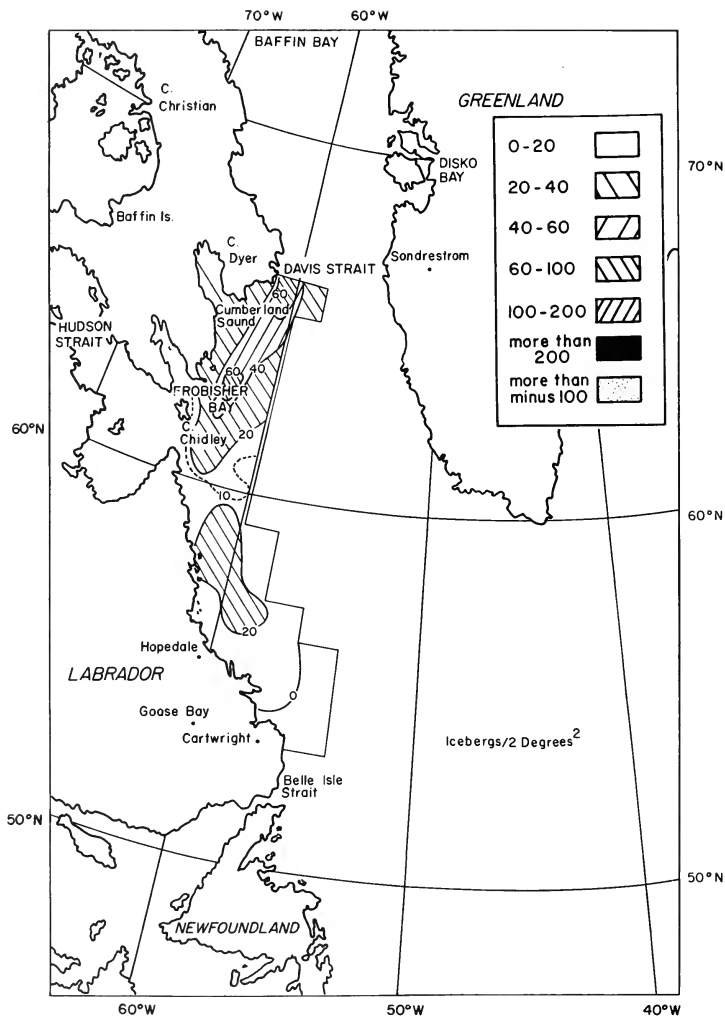 70°W 60°W
BAFFIN BAY
C.
Christian
GREENLAND
0-20
20-40
40-60
60-100
100-200
more than
200
more than
minus 100
DISKO
BAY
70°N
Baffin Is.
C.
Dyer
DAVIS STRAIT
Sondrestrom
60
Cumberland
Saund
HUDSON
STRAIT
60 40
FROBISHER
BAY
C.
Chidley
20
60°N
10
60°N
20
Hopedale
LABRADOR
0
Goose Bay
Cartwright
Icebergs/2 Degrees²
Belle Isle
Strait
50°N
50°N
NEWFOUNDLAND
60°W 50°W 40°W